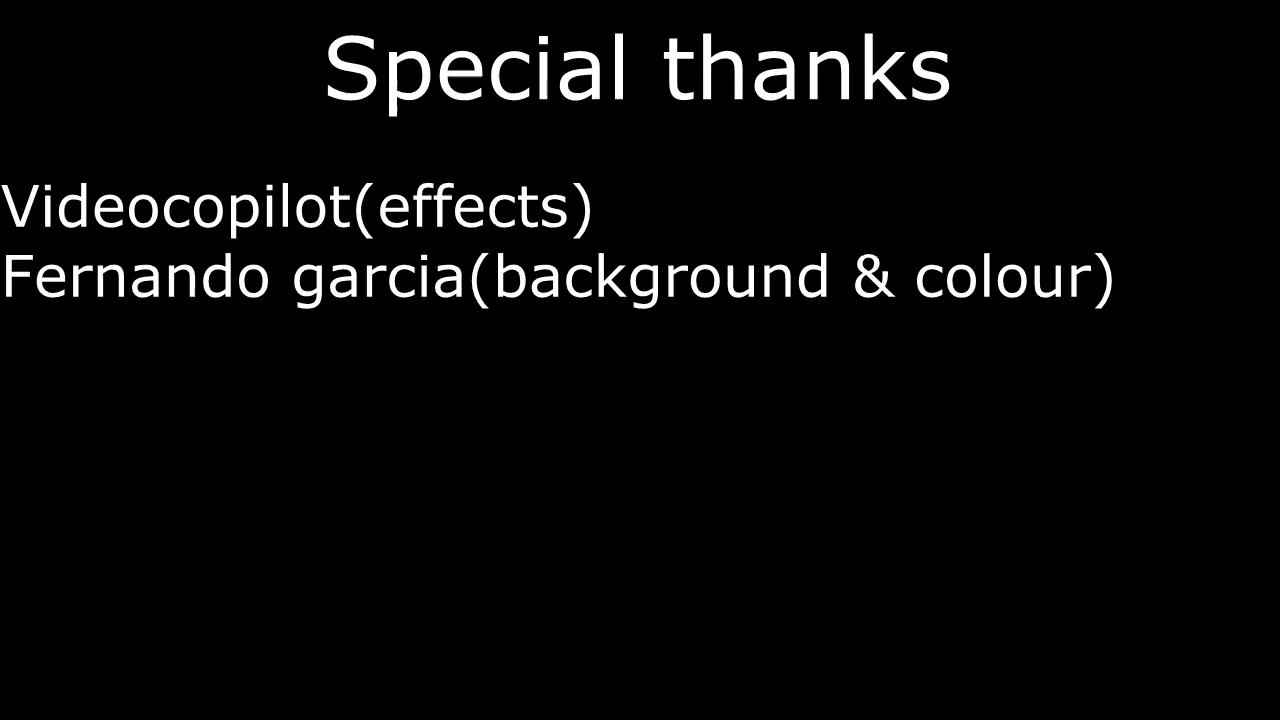 Special thanks
Videocopilot(effects)
Fernando garcia(background & colour)